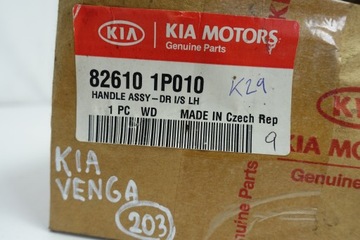 KIA
KIA MOTORS
Genuine Parts
82610 1P010
K29
HANDLE ASSY-DR I/S LH
1 PC WD MADE IN Czech Rep
9
KIA
VENGA
203
KIA M
Genuine
Genuine Parts